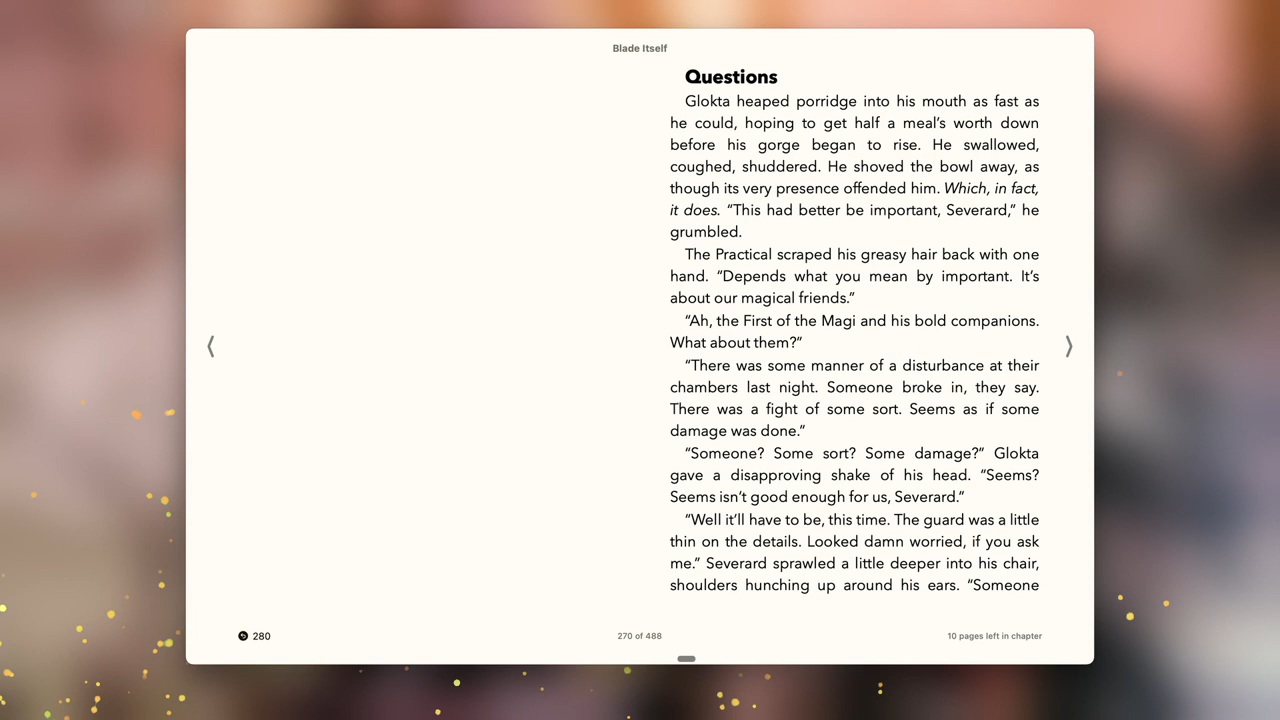 Blade Itself
Questions
Glokta heaped porridge into his mouth as fast as
he could, hoping to get half a meal’s worth down
before his gorge began to rise. He swallowed,
coughed, shuddered. He shoved the bowl away, as
though its very presence offended him. Which, in fact,
it does. “This had better be important, Severard,” he
grumbled.
The Practical scraped his greasy hair back with one
hand. “Depends what you mean by important. It’s
about our magical friends.”
“Ah, the First of the Magi and his bold companions.
What about them?”
“There was some manner of a disturbance at their
chambers last night. Someone broke in, they say.
There was a fight of some sort. Seems as if some
damage was done.”
“Someone? Some sort? Some damage?” Glokta
gave a disapproving shake of his head. “Seems?
Seems isn’t good enough for us, Severard.”
“Well it’ll have to be, this time. The guard was a little
thin on the details. Looked damn worried, if you ask
me.” Severard sprawled a little deeper into his chair,
shoulders hunching up around his ears. “Someone
280
270 of 488
10 pages left in chapter